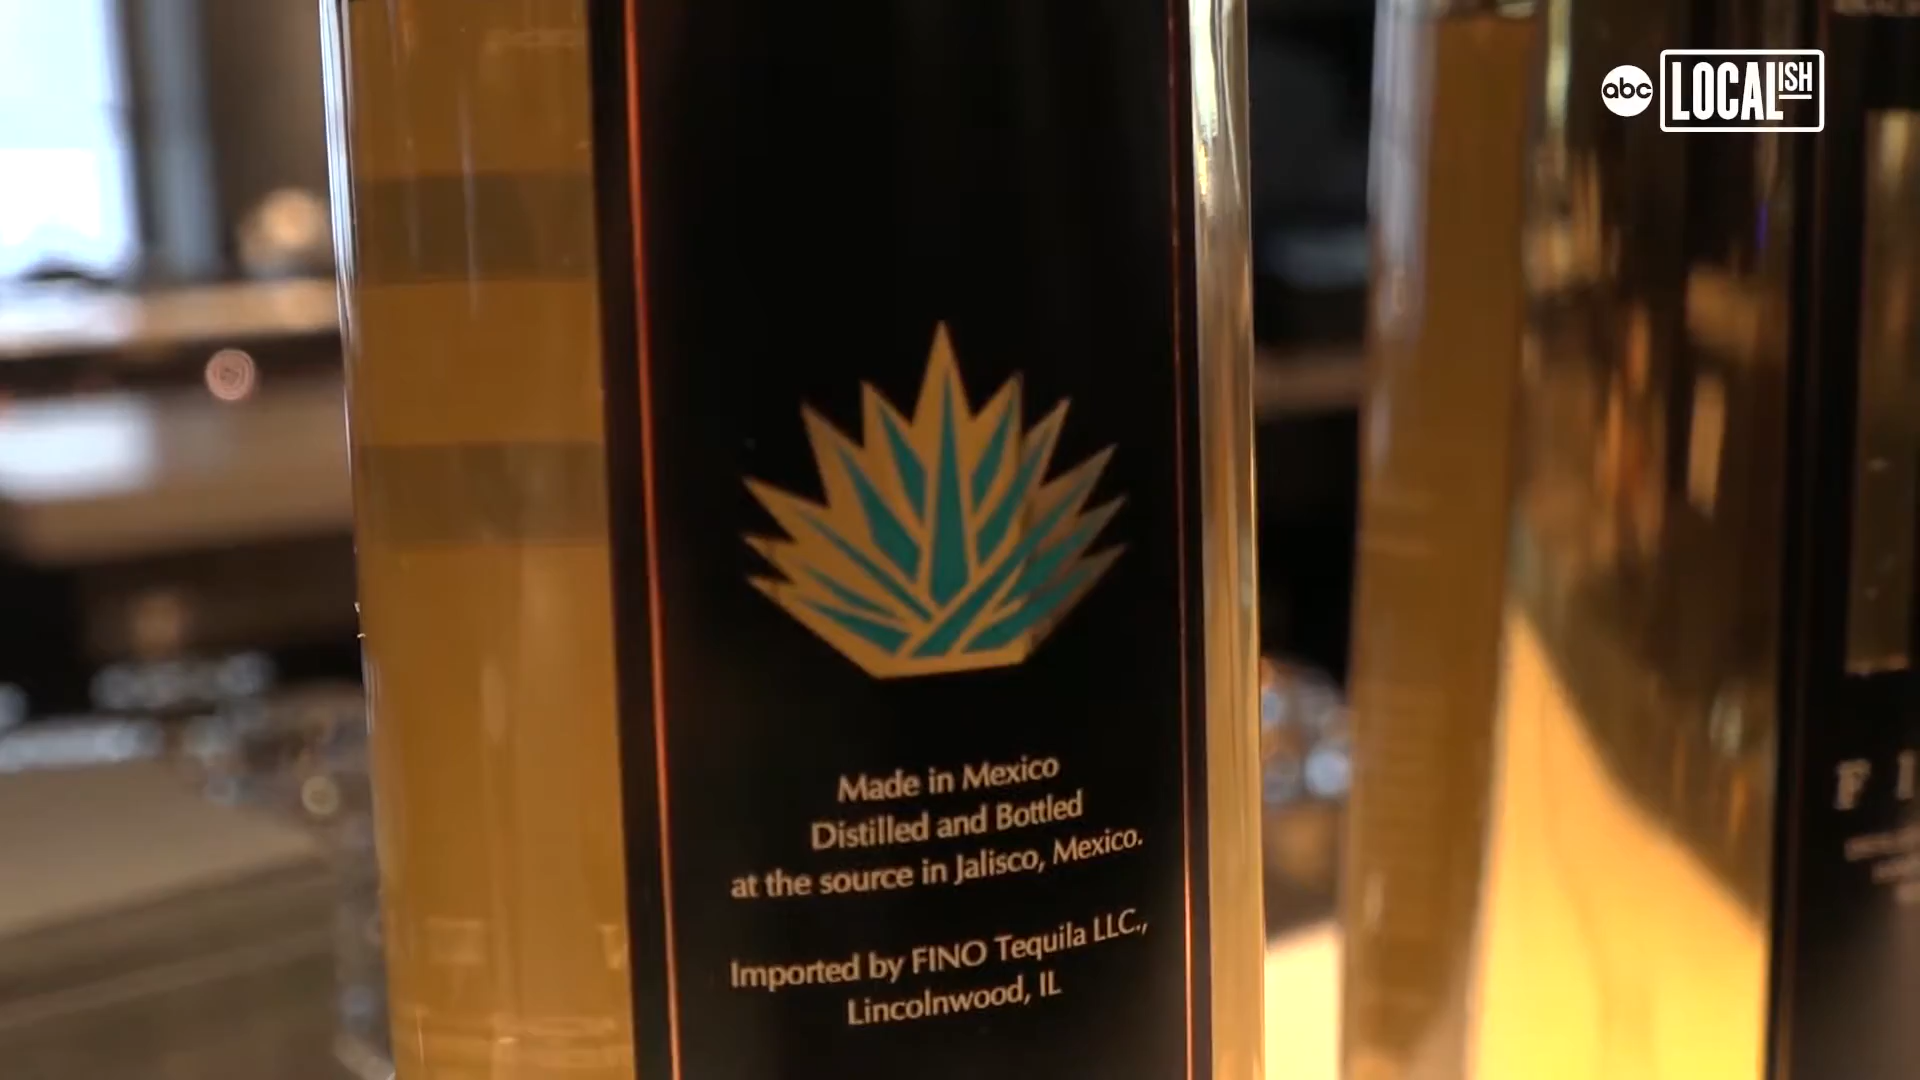 abc LOCALISH
Made in Mexico
Distilled and Bottled
at the source in Jalisco, Mexico.
Imported by FINO Tequila LLC.,
Lincolnwood, IL